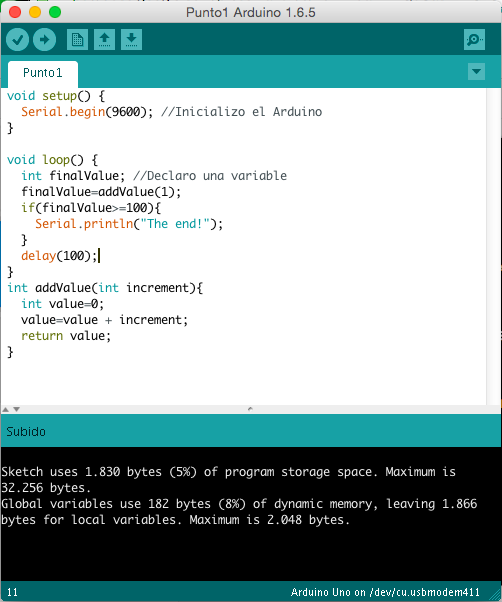 Punto1 Arduino 1.6.5
Punto1
void setup() {
  Serial.begin(9600); //Inicializo el Arduino
}

void loop() {
  int finalValue; //Declaro una variable
  finalValue=addValue(1);
  if(finalValue>=100){
    Serial.println("The end!");
  }
  delay(100);
}
int addValue(int increment){
  int value=0;
  value=value + increment;
  return value;
}
Subido
Sketch uses 1.830 bytes (5%) of program storage space. Maximum is
32.256 bytes.
Global variables use 182 bytes (8%) of dynamic memory, leaving 1.866
bytes for local variables. Maximum is 2.048 bytes.
11 Arduino Uno on /dev/cu.usbmodem411